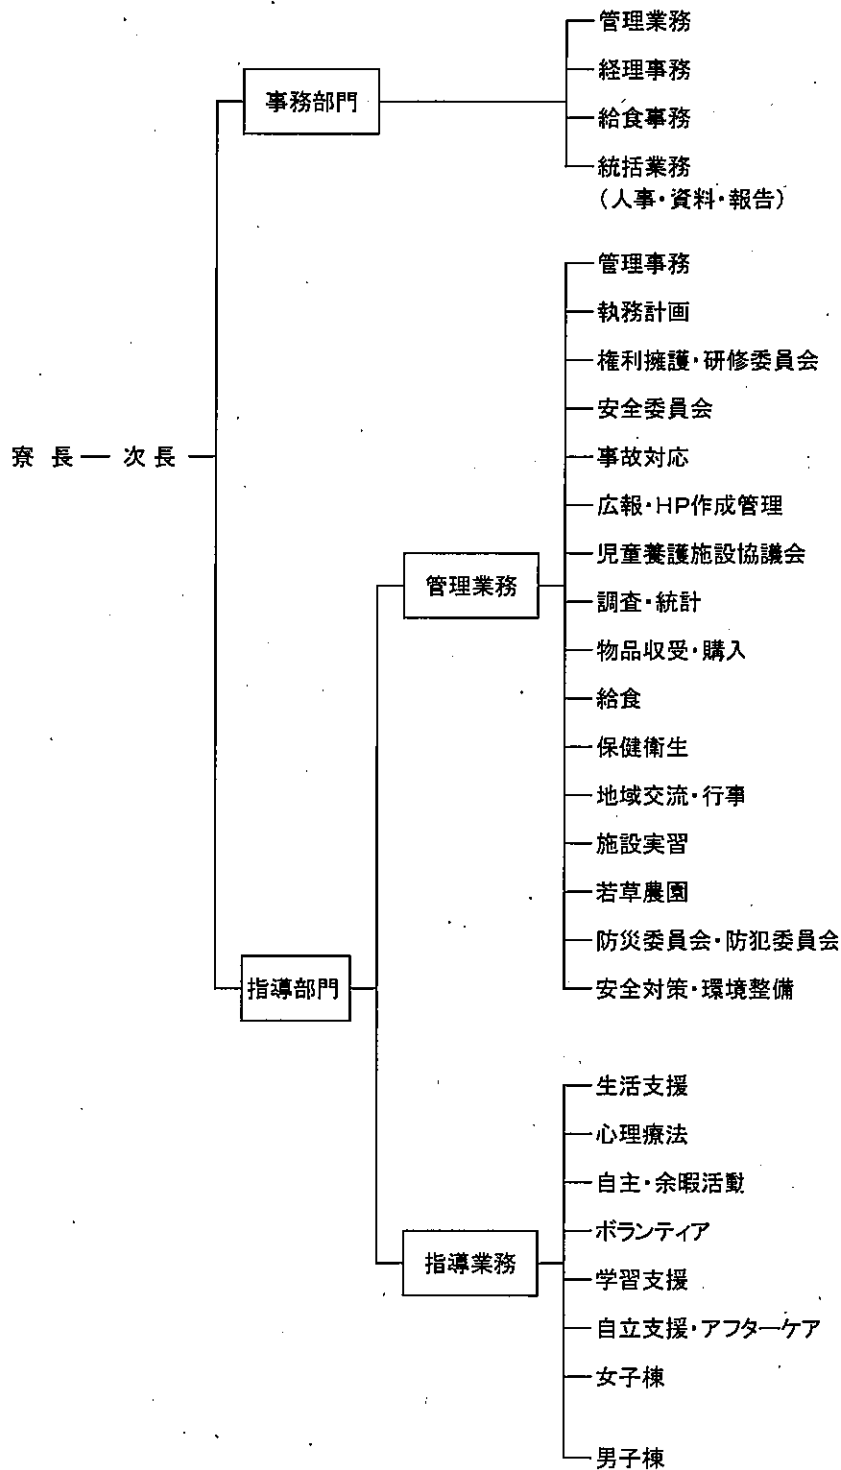 寮長 次長
事務部門
管理業務
経理事務
給食事務
統括業務
（人事・資料・報告）
指導部門
管理業務
管理事務
執務計画
権利擁護・研修委員会
安全委員会
事故対応
広報・HP作成管理
児童養護施設協議会
調査・統計
物品収受・購入
給食
保健衛生
地域交流・行事
施設実習
若草農園
防災委員会・防犯委員会
安全対策・環境整備
指導業務
生活支援
心理療法
自主・余暇活動
ボランティア
学習支援
自立支援・アフターケア
女子棟
男子棟